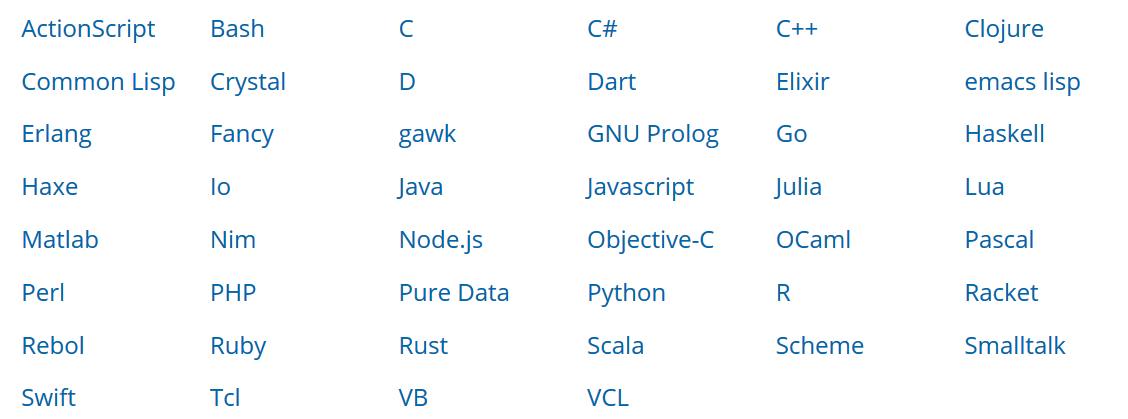 ActionScript Bash C C# C++ Clojure
Common Lisp Crystal D Dart Elixir emacs lisp
Erlang Fancy gawk GNU Prolog Go Haskell
Haxe Io Java Javascript Julia Lua
Matlab Nim Node.js Objective-C OCaml Pascal
Perl PHP Pure Data Python R Racket
Rebol Ruby Rust Scala Scheme Smalltalk
Swift Tcl VB VCL